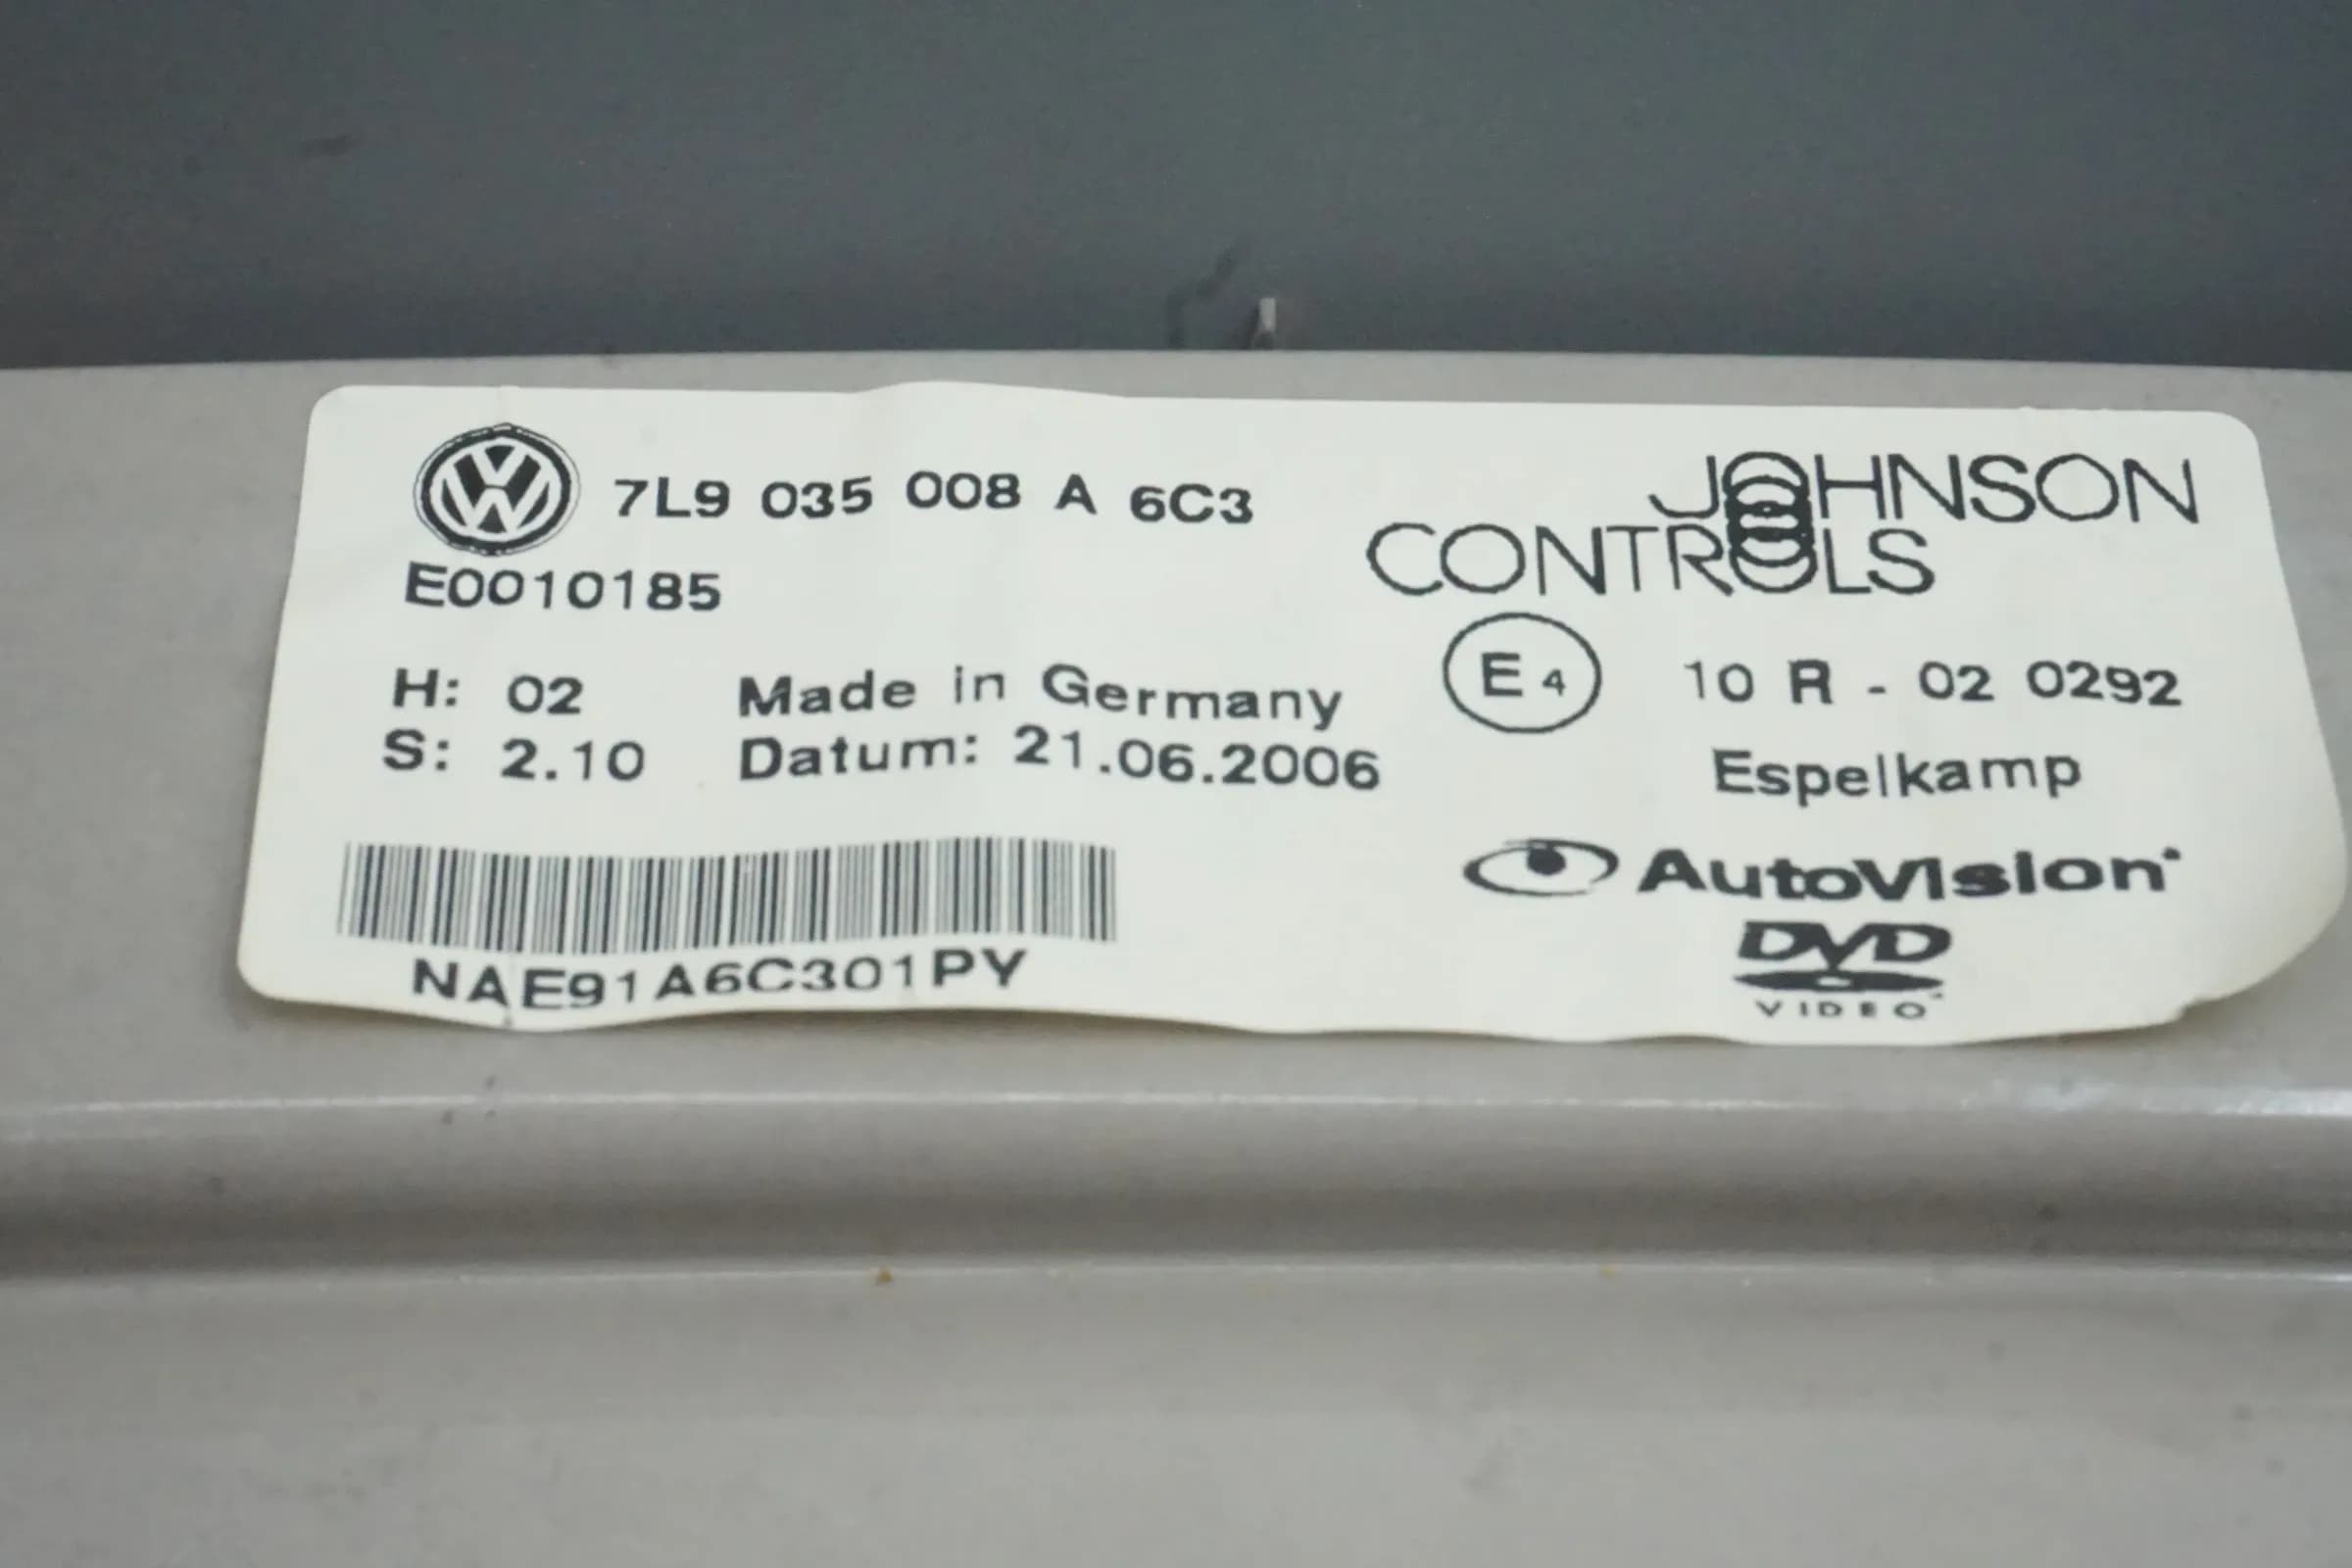 7L9 035 008 A 6C3
E0010185
H: 02 Made in Germany
S: 2.10 Datum: 21.06.2006
NAE91A6C301PY
JOHNSON
CONTROLS
E4 10 R - 02 0292
Espelkamp
AutoVision
DVD
VIDEO